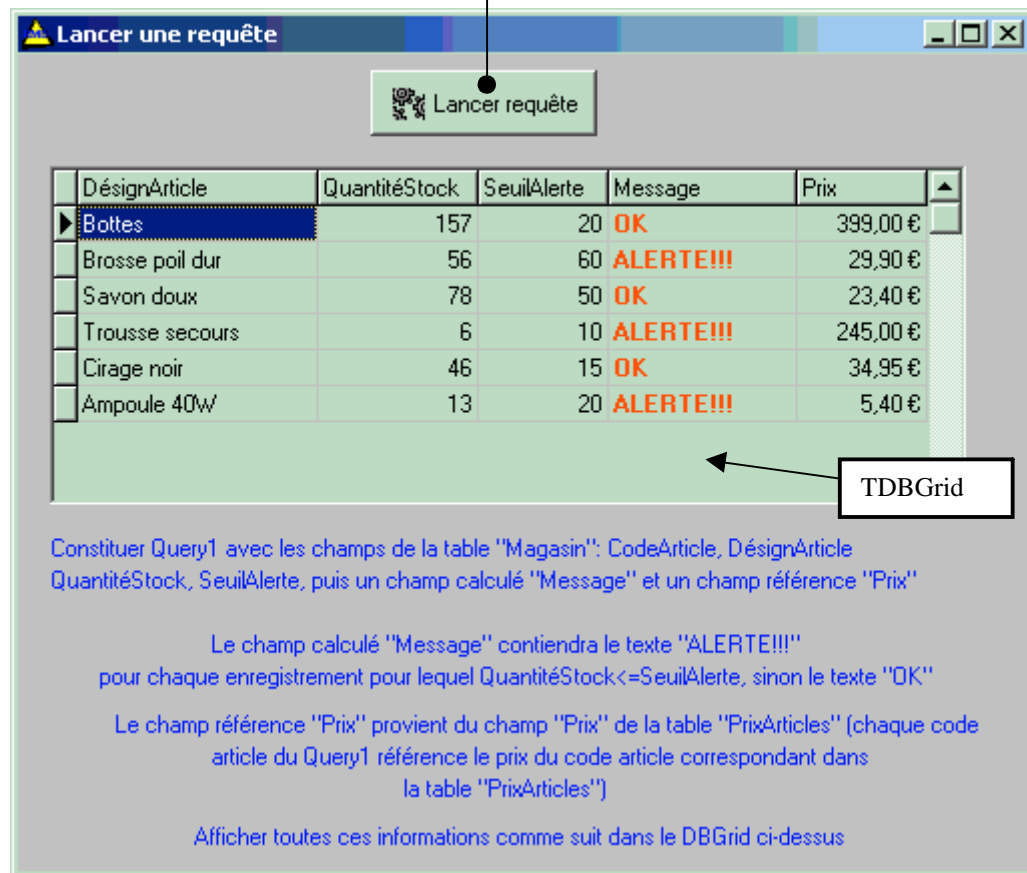 Lancer une requête
Lancer requête
DésignArticle QuantitéStock SeuilAlerte Message Prix
Bottes 157 20 OK 399,00 €
Brosse poil dur 56 60 ALERTE!!! 29,90 €
Savon doux 78 50 OK 23,40 €
Trousse secours 6 10 ALERTE!!! 245,00 €
Cirage noir 46 15 OK 34,95 €
Ampoule 40W 13 20 ALERTE!!! 5,40 €
TDBGrid
Constituer Query1 avec les champs de la table "Magasin": CodeArticle, DésignArticle
QuantitéStock, SeuilAlerte, puis un champ calculé "Message" et un champ référence "Prix"
Le champ calculé "Message" contiendra le texte "ALERTE!!!"
pour chaque enregistrement pour lequel QuantitéStock<=SeuilAlerte, sinon le texte "OK"
Le champ référence "Prix" provient du champ "Prix" de la table "PrixArticles" (chaque code
article du Query1 référence le prix du code article correspondant dans
la table "PrixArticles")
Afficher toutes ces informations comme suit dans le DBGrid ci-dessus